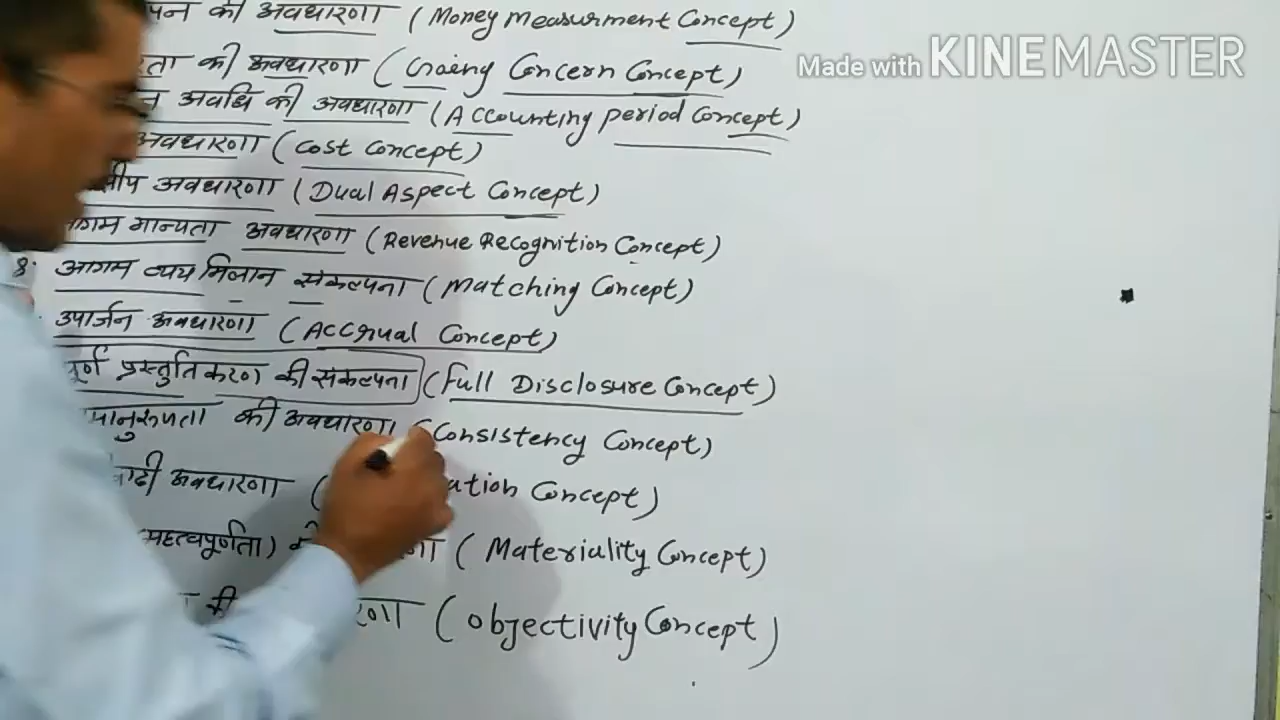 की अवधारणा (Money Measurment Concept)
Made with KINEMASTER
की अवधारणा (Going Concern Concept)
अवधि की अवधारणा (Accounting period Concept)
अवधारणा (Cost Concept)
अवधारणा (Dual Aspect Concept)
मान्यता अवधारणा (Revenue Recognition Concept)
8. आगम व्यय मिलान संकल्पना (Matching Concept)
उपार्जन अवधारणा (Accrual Concept)
पूर्ण प्रस्तुतिकरण की संकल्पना (Full Disclosure Concept)
की अवधारणा (Consistency Concept)
अवधारणा ( Concept)
(महत्वपूर्णता) (Materiality Concept)
की (Objectivity Concept)